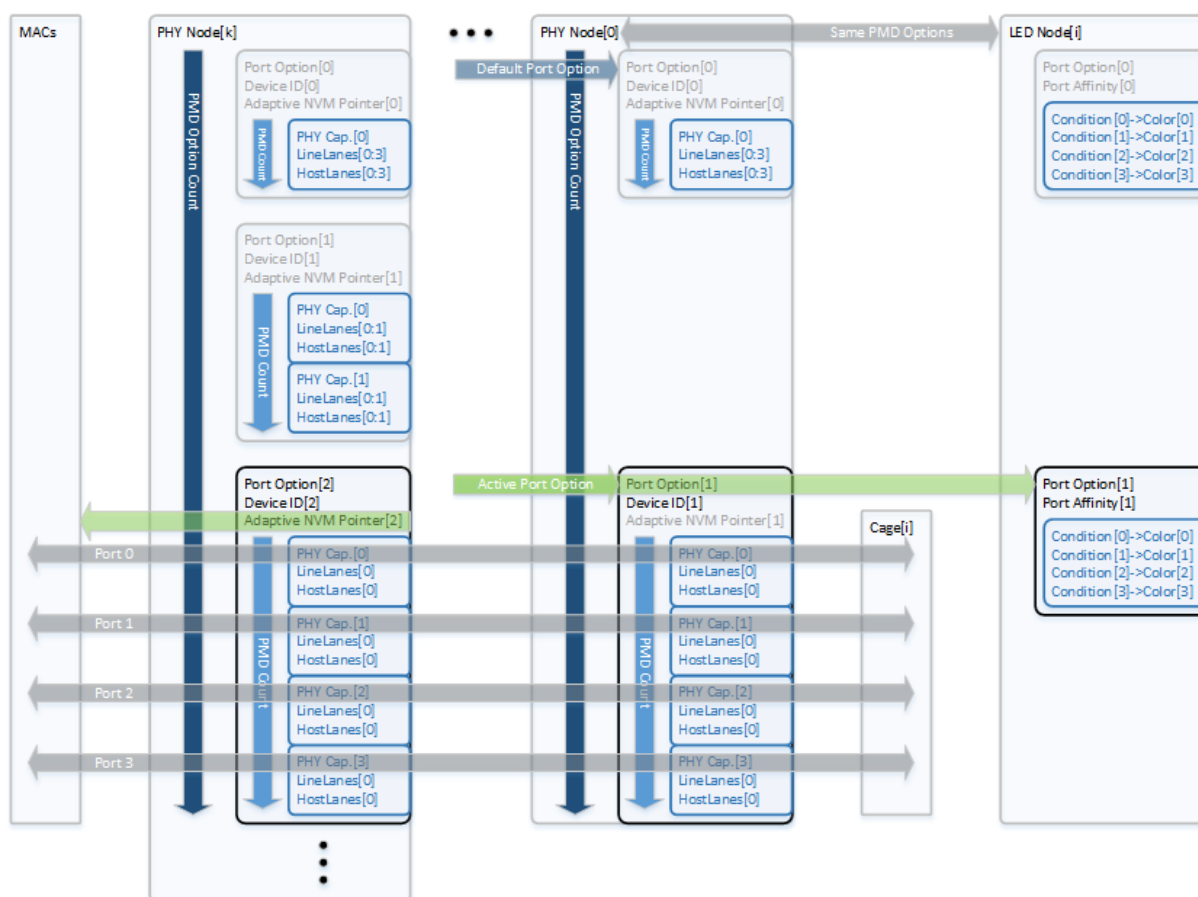 MACs
PHY Node[k]
PMD Option Count
Port Option[0]
Device ID[0]
Adaptive NVM Pointer[0]
PMD Count
PHY Cap.[0]
LineLanes[0:3]
HostLanes[0:3]
Port Option[1]
Device ID[1]
Adaptive NVM Pointer[1]
PMD Count
PHY Cap.[0]
LineLanes[0:1]
HostLanes[0:1]
PHY Cap.[1]
LineLanes[0:1]
HostLanes[0:1]
Port Option[2]
Device ID[2]
Adaptive NVM Pointer[2]
PMD Count
PHY Cap.[0]
LineLanes[0]
HostLanes[0]
PHY Cap.[1]
LineLanes[0]
HostLanes[0]
PHY Cap.[2]
LineLanes[0]
HostLanes[0]
PHY Cap.[3]
LineLanes[0]
HostLanes[0]
Port 0
Port 1
Port 2
Port 3
PHY Node[0]
Same PMD Options
Default Port Option
PMD Option Count
Port Option[0]
Device ID[0]
Adaptive NVM Pointer[0]
PMD Count
PHY Cap.[0]
LineLanes[0:3]
HostLanes[0:3]
Active Port Option
Port Option[1]
Device ID[1]
Adaptive NVM Pointer[1]
PMD Count
PHY Cap.[0]
LineLanes[0]
HostLanes[0]
PHY Cap.[1]
LineLanes[0]
HostLanes[0]
PHY Cap.[2]
LineLanes[0]
HostLanes[0]
PHY Cap.[3]
LineLanes[0]
HostLanes[0]
Cage[i]
LED Node[i]
Port Option[0]
Port Affinity[0]
Condition[0]->Color[0]
Condition[1]->Color[1]
Condition[2]->Color[2]
Condition[3]->Color[3]
Port Option[1]
Port Affinity[1]
Condition[0]->Color[0]
Condition[1]->Color[1]
Condition[2]->Color[2]
Condition[3]->Color[3]